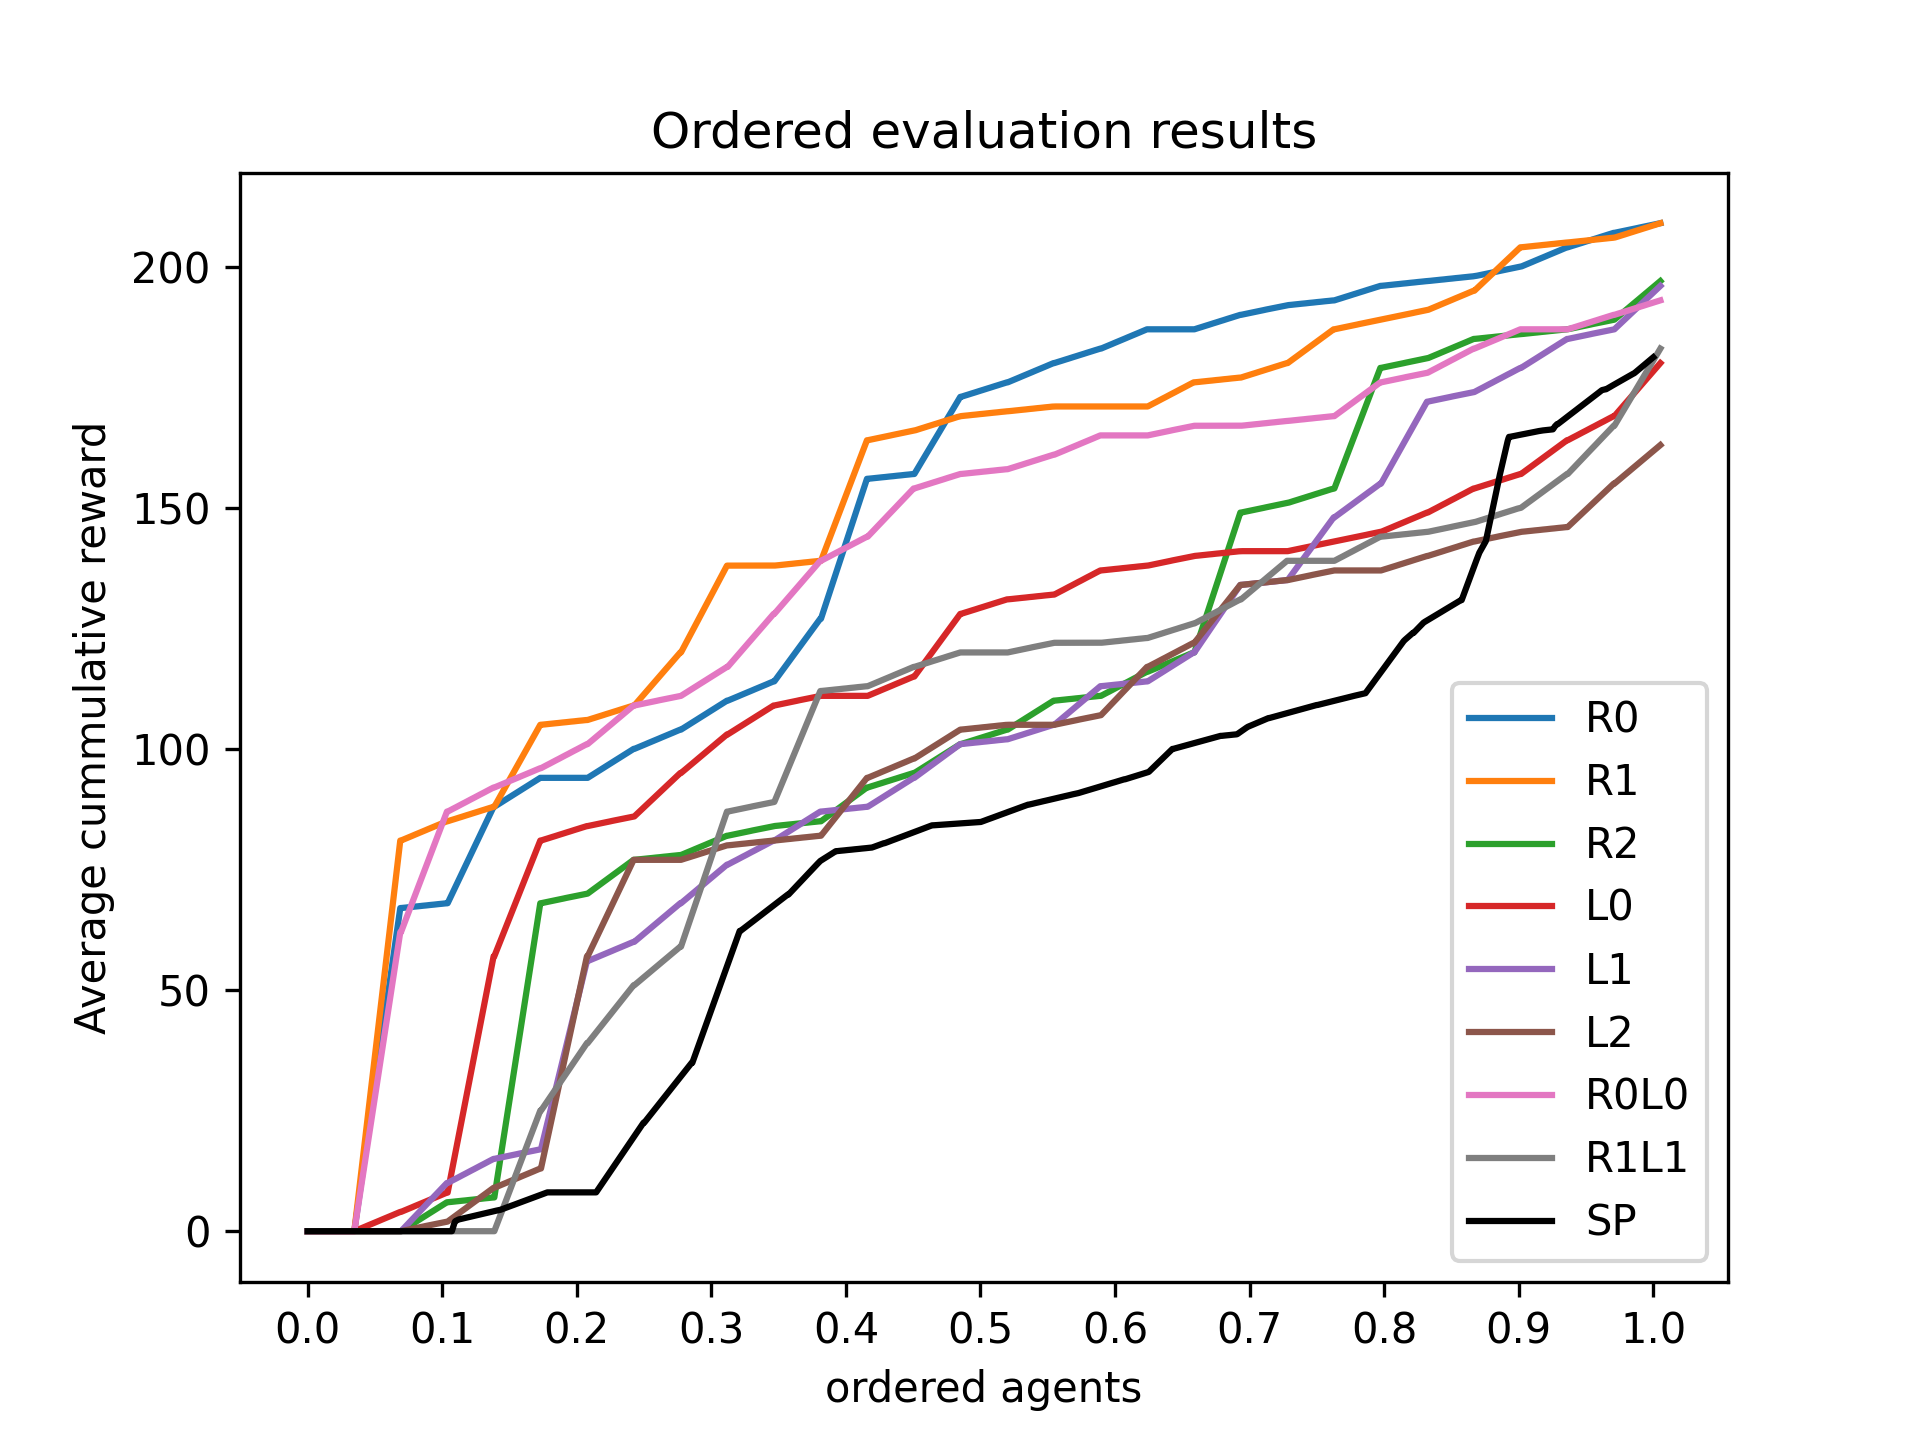 Ordered evaluation results
Average cummulative reward
200
150
100
50
0
0.0 0.1 0.2 0.3 0.4 0.5 0.6 0.7 0.8 0.9 1.0
ordered agents
R0
R1
R2
L0
L1
L2
R0L0
R1L1
SP